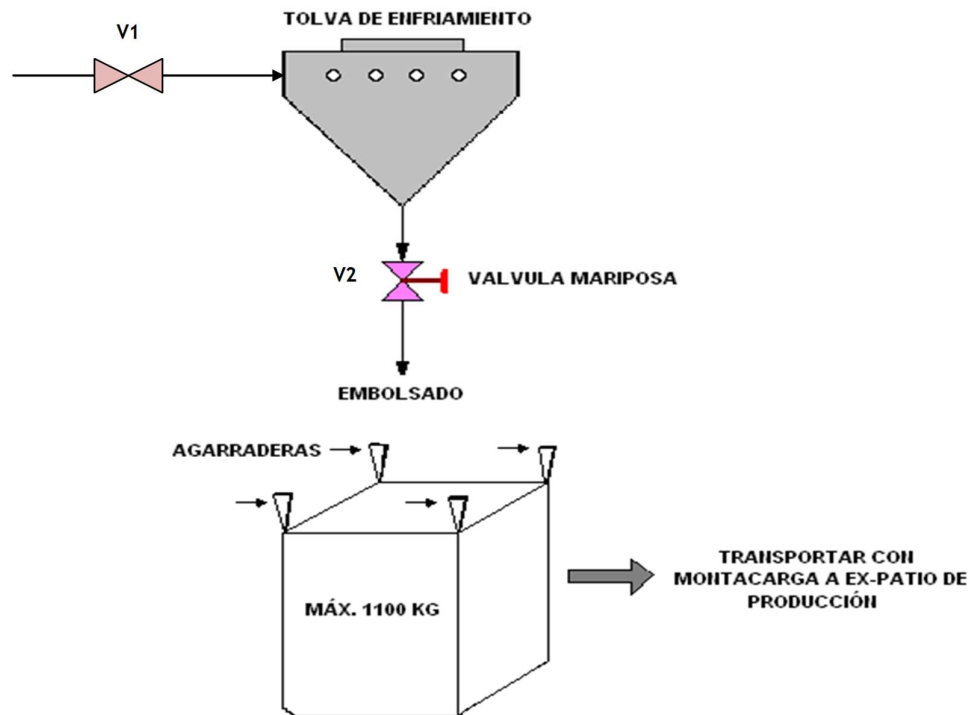 TOLVA DE ENFRIAMIENTO
V1
V2
VALVULA MARIPOSA
EMBOLSADO
AGARRADERAS
MÁX. 1100 KG
TRANSPORTAR CON
MONTACARGA A EX-PATIO DE
PRODUCCIÓN